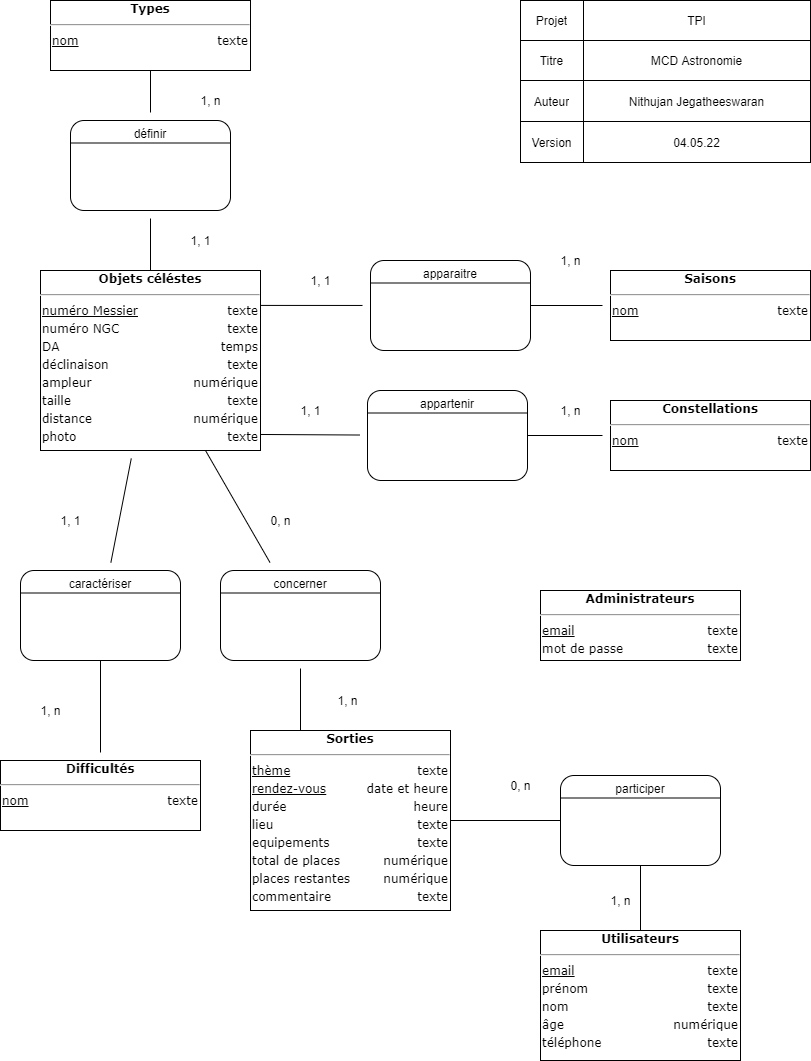 Types
nom texte
1, n
définir
1, 1
Projet TPI
Titre MCD Astronomie
Auteur Nithujan Jegatheeswaran
Version 04.05.22
Objets céléstes
numéro Messier texte
numéro NGC texte
DA temps
déclinaison texte
ampleur numérique
taille texte
distance numérique
photo texte
1, 1
apparaitre
1, n
Saisons
nom texte
1, 1
appartenir
1, n
Constellations
nom texte
1, 1
0, n
caractériser
concerner
1, n
1, n
Administrateurs
email texte
mot de passe texte
Difficultés
nom texte
Sorties
thème texte
rendez-vous date et heure
durée heure
lieu texte
equipements texte
total de places numérique
places restantes numérique
commentaire texte
0, n
participer
1, n
Utilisateurs
email texte
prénom texte
nom texte
âge numérique
téléphone texte